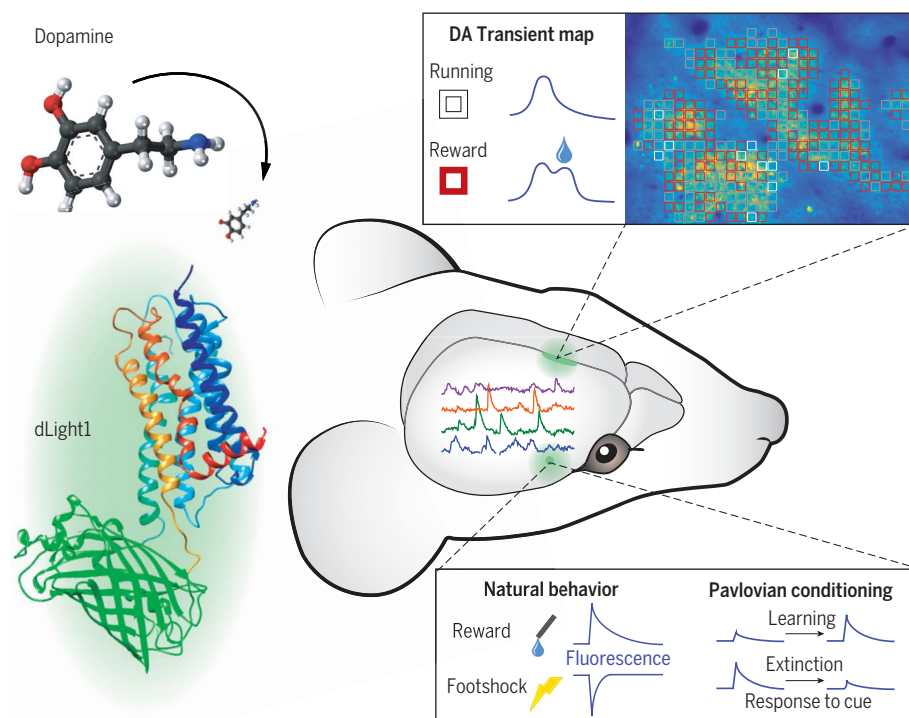 Dopamine
dLight1
DA Transient map
Running
Reward
Natural behavior
Reward
Fluorescence
Footshock
Pavlovian conditioning
Learning
Extinction
Response to cue